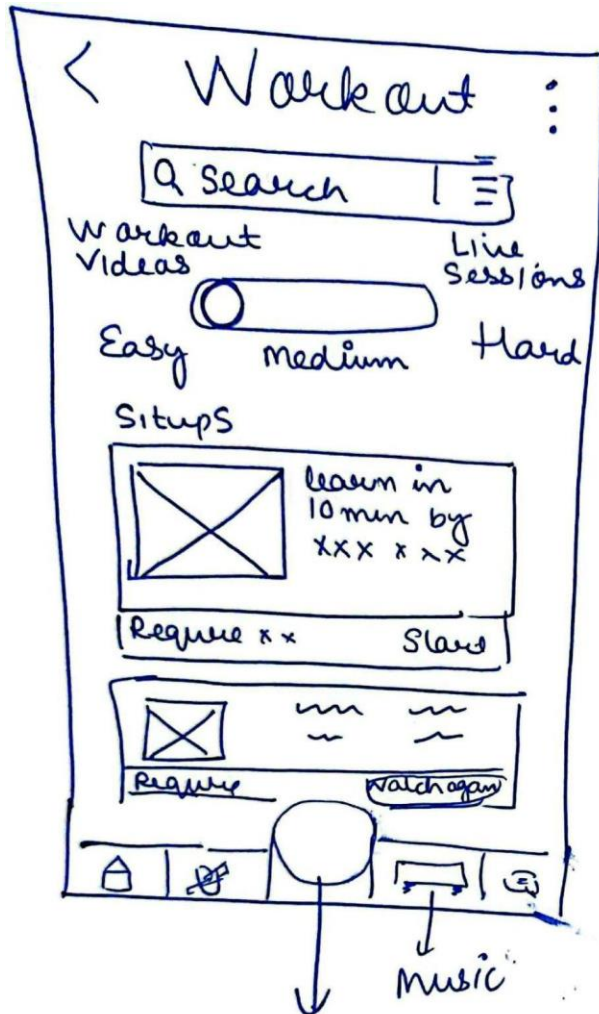 Workout
Search
Workout
Videos
Live
Sessions
Easy
Medium
Hard
Situps
learn in
10 min by
xxx x xx
Require xx
Start
Require
Watch again
Music